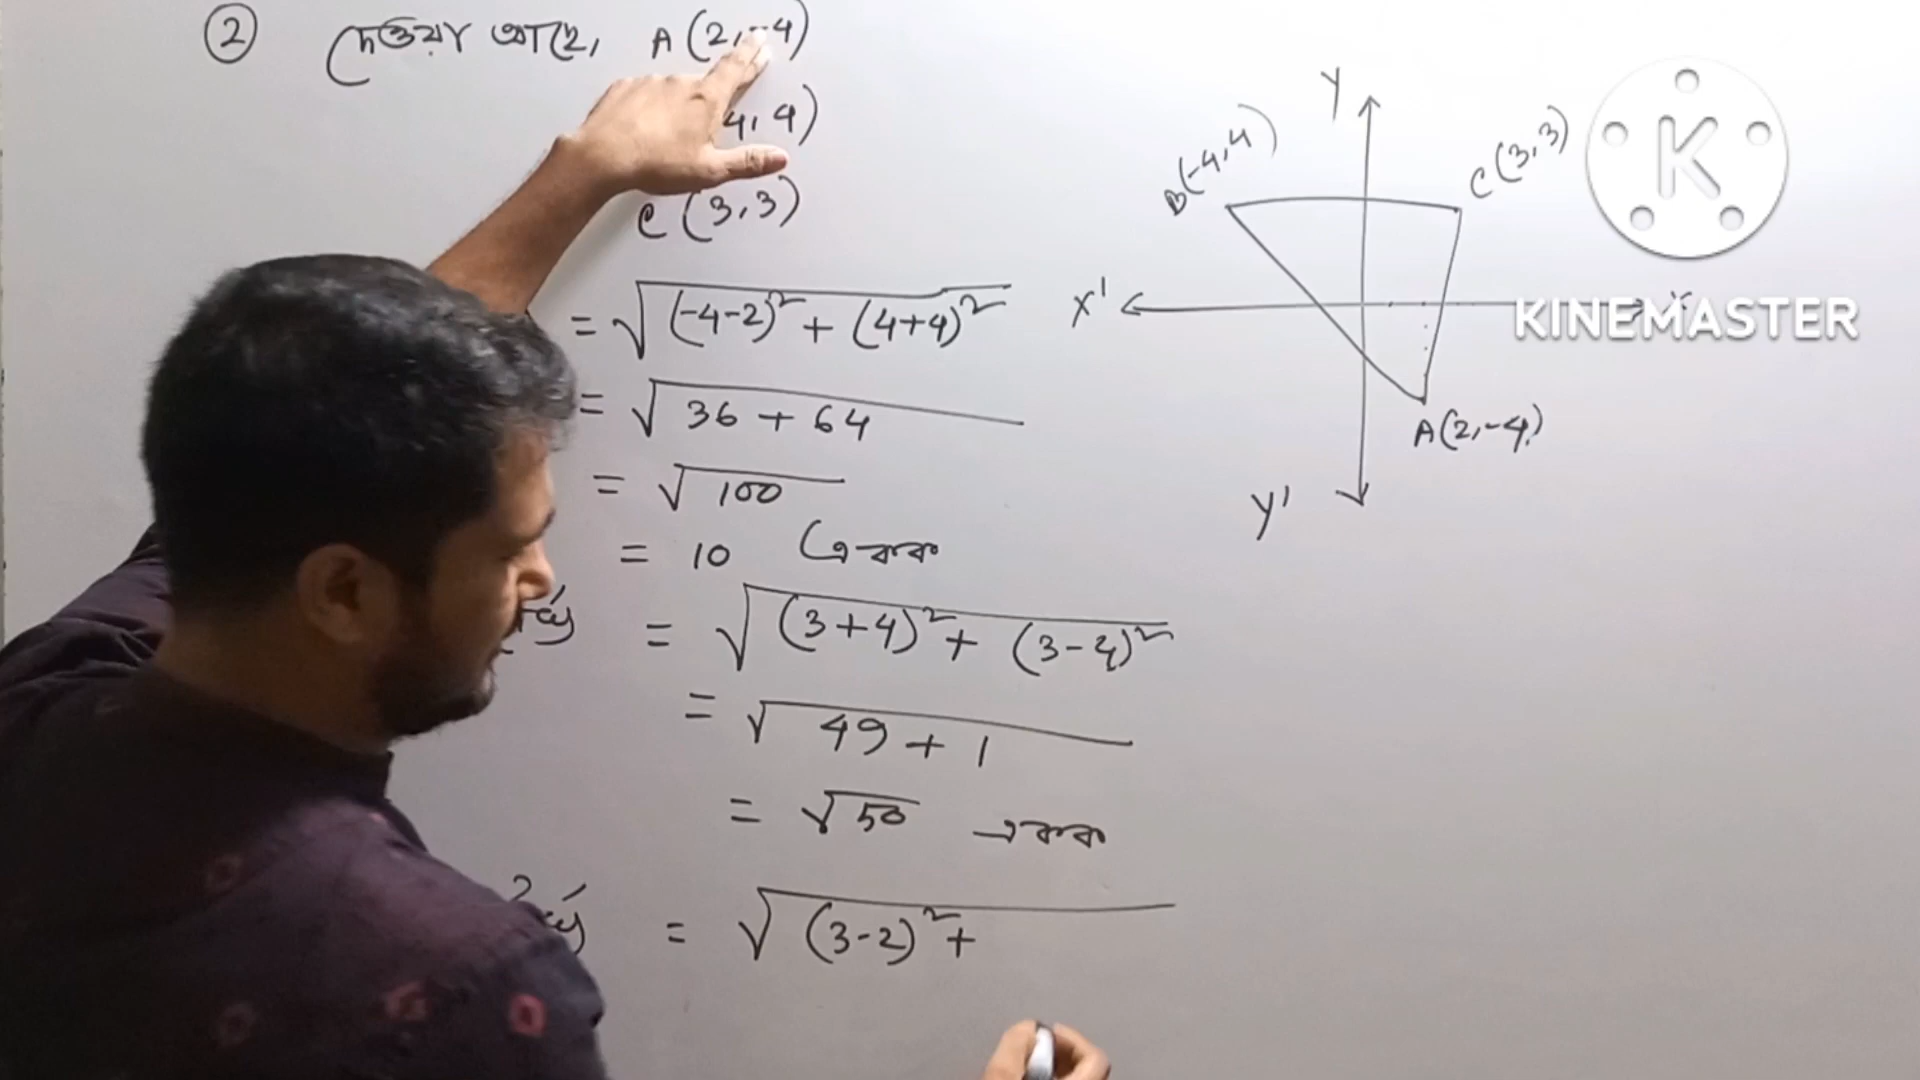 ② দেওয়া আছে, A(2,-4)
4, 4)
C (3,3)
= √(-4-2)² + (4+4)²
= √36 + 64
= √100
= 10 একক
= √(3+4)² + (3-4)²
= √49 + 1
= √50 একক
= √(3-2)² +
Y
B(-4,4)
C(3,3)
X'
X
A(2,-4)
Y'
K
KINEMASTER